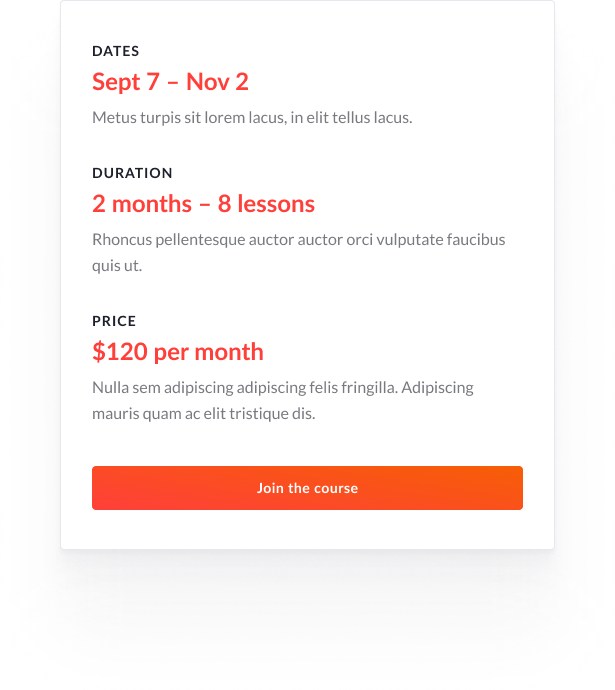 DATES
Sept 7 – Nov 2
Metus turpis sit lorem lacus, in elit tellus lacus.
DURATION
2 months – 8 lessons
Rhoncus pellentesque auctor auctor orci vulputate faucibus
quis ut.
PRICE
$120 per month
Nulla sem adipiscing adipiscing felis fringilla. Adipiscing
mauris quam ac elit tristique dis.
Join the course